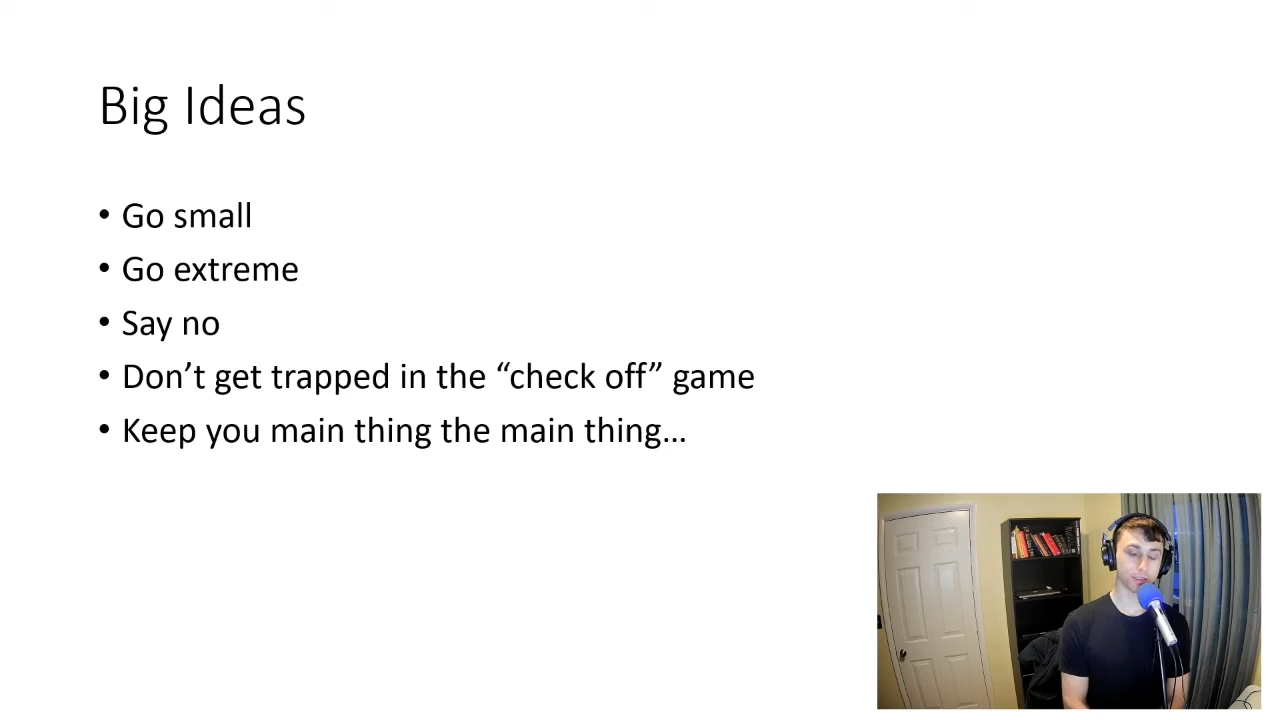 Big Ideas
• Go small
• Go extreme
• Say no
• Don’t get trapped in the “check off” game
• Keep you main thing the main thing…